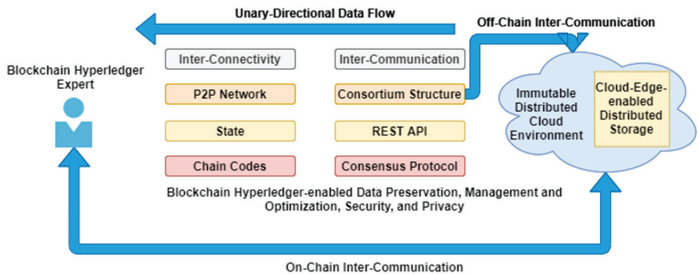 Unary-Directional Data Flow
Off-Chain Inter-Communication
Blockchain Hyperledger
Expert
Inter-Connectivity
Inter-Communication
P2P Network
Consortium Structure
State
REST API
Chain Codes
Consensus Protocol
Immutable
Distributed
Cloud
Environment
Cloud-Edge-
enabled
Distributed
Storage
Blockchain Hyperledger-enabled Data Preservation, Management and
Optimization, Security, and Privacy
On-Chain Inter-Communication